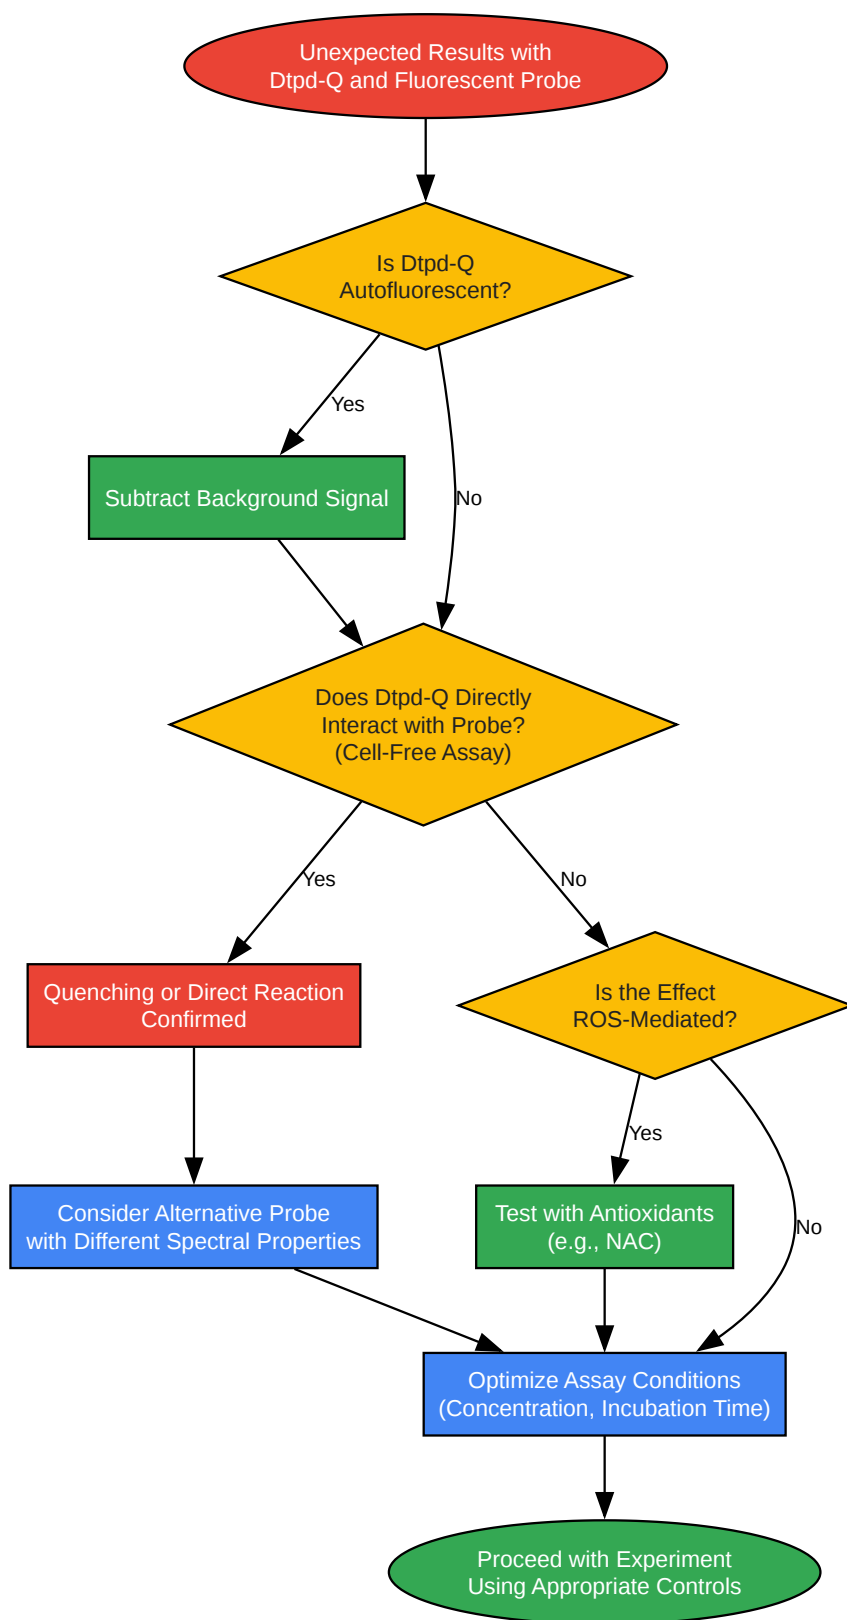 Unexpected Results with
Dtpd-Q and Fluorescent Probe
Is Dtpd-Q
Autofluorescent?
Yes
Subtract Background Signal
No
Does Dtpd-Q Directly
Interact with Probe?
(Cell-Free Assay)
Yes
No
Quenching or Direct Reaction
Confirmed
Is the Effect
ROS-Mediated?
Yes
Consider Alternative Probe
with Different Spectral Properties
Test with Antioxidants
(e.g., NAC)
No
Optimize Assay Conditions
(Concentration, Incubation Time)
Proceed with Experiment
Using Appropriate Controls